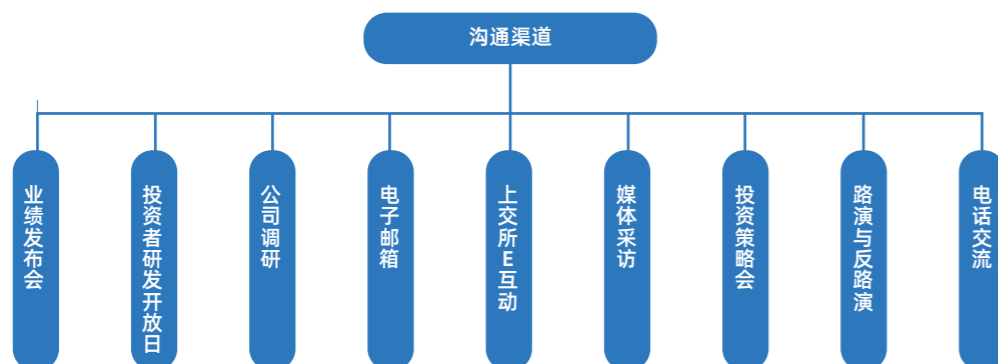 沟通渠道
业绩发布会
投资者研发开放日
公司调研
电子邮箱
上交所E互动
媒体采访
投资策略会
路演与反路演
电话交流